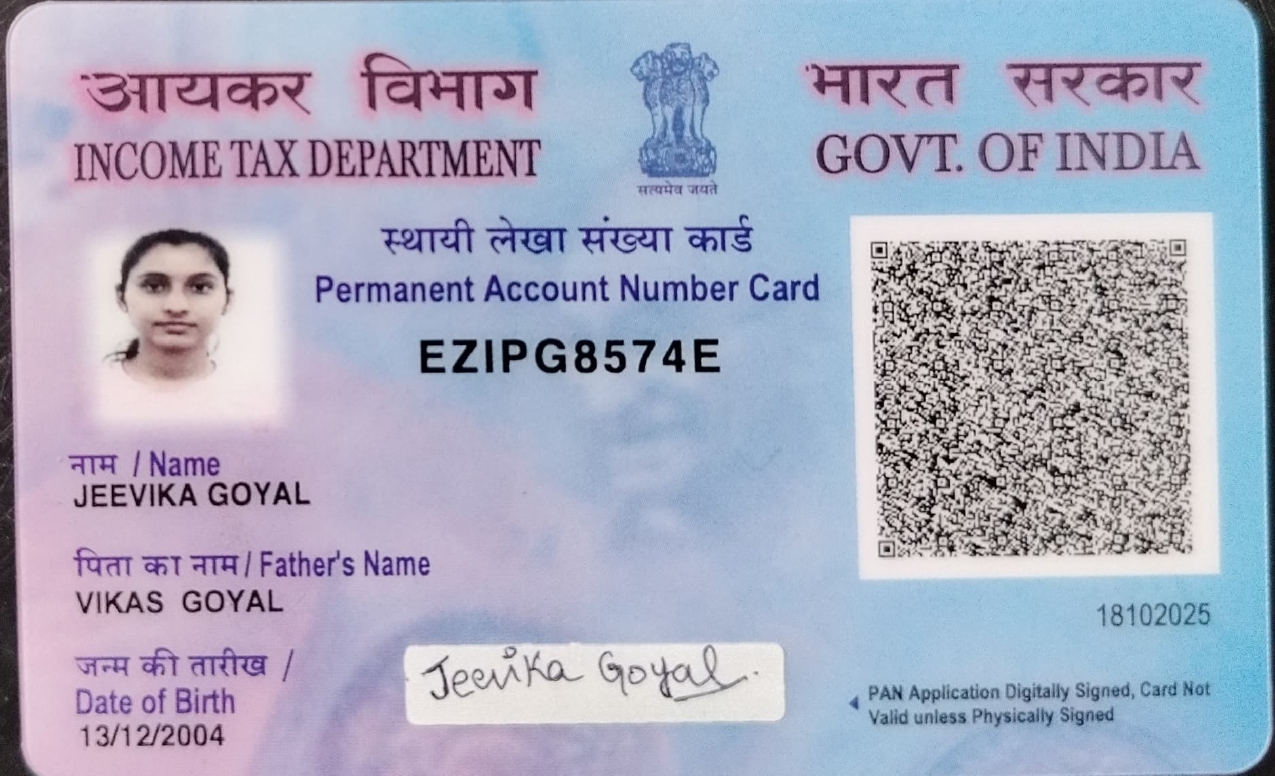 आयकर विभाग
INCOME TAX DEPARTMENT
सत्यमेव जयते
भारत सरकार
GOVT. OF INDIA
स्थायी लेखा संख्या कार्ड
Permanent Account Number Card
EZIPG8574E
नाम / Name
JEEVIKA GOYAL
पिता का नाम / Father's Name
VIKAS GOYAL
जन्म की तारीख /
Date of Birth
13/12/2004
Jeevika Goyal.
18102025
PAN Application Digitally Signed, Card Not
Valid unless Physically Signed